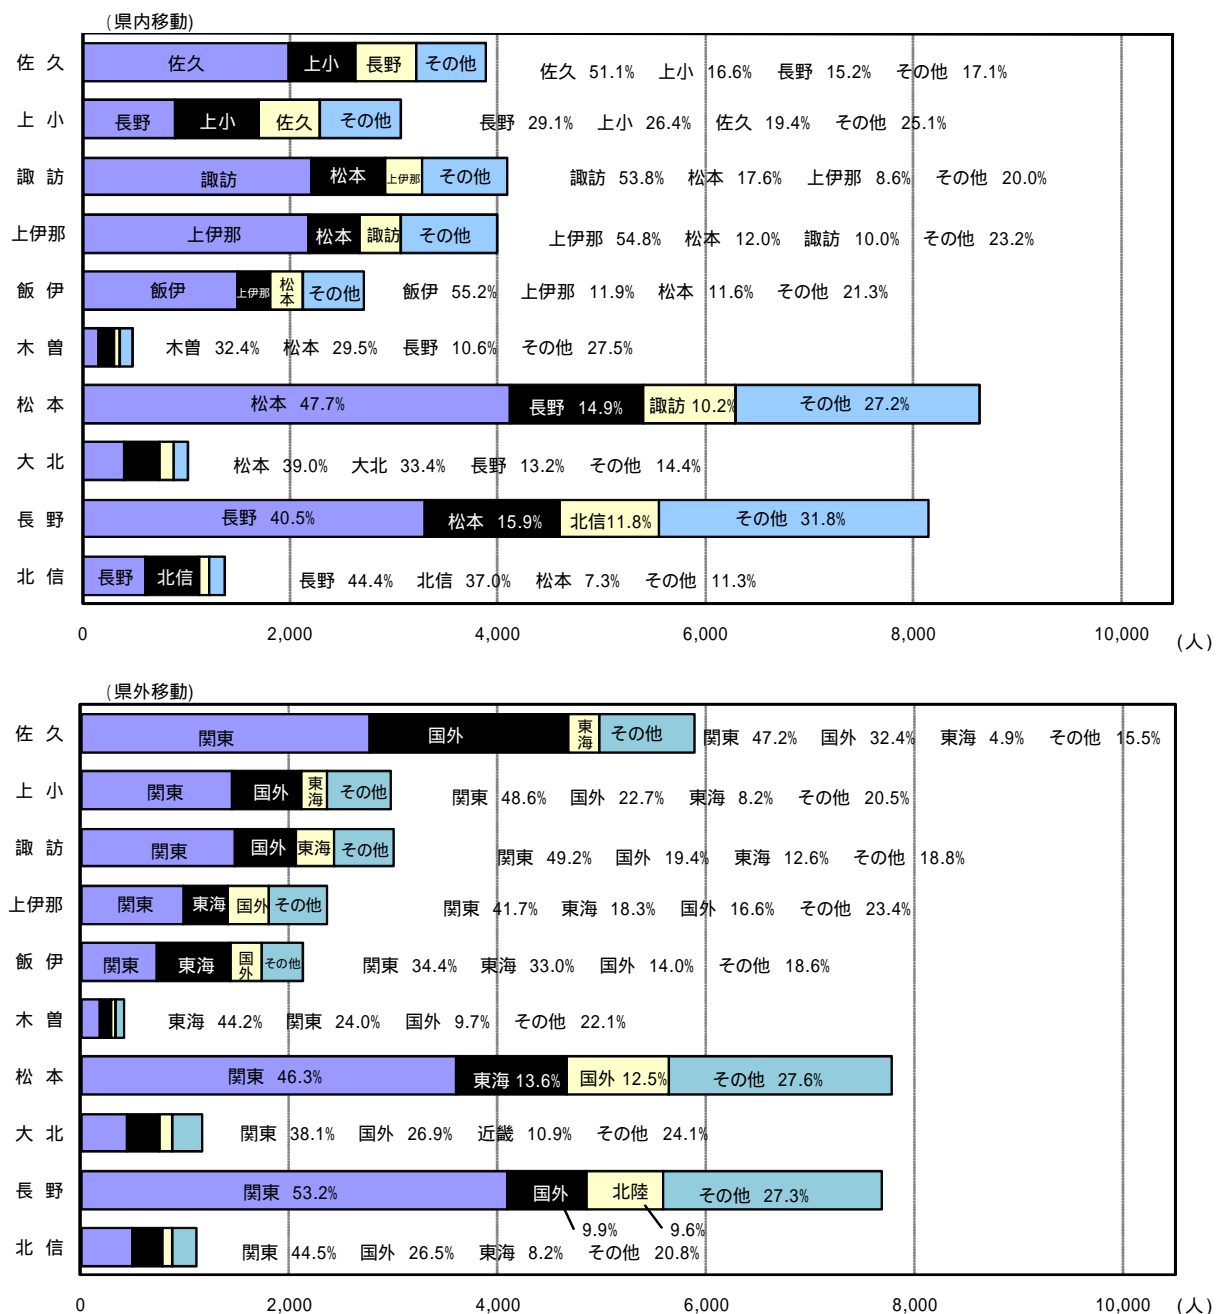 (県内移動)
佐 久 佐久 上小 長野 その他 佐久 51.1% 上小 16.6% 長野 15.2% その他 17.1%
上 小 長野 上小 佐久 その他 長野 29.1% 上小 26.4% 佐久 19.4% その他 25.1%
諏 訪 諏訪 松本 上伊那 その他 諏訪 53.8% 松本 17.6% 上伊那 8.6% その他 20.0%
上伊那 上伊那 松本 諏訪 その他 上伊那 54.8% 松本 12.0% 諏訪 10.0% その他 23.2%
飯 伊 飯伊 上伊那 松本 その他 飯伊 55.2% 上伊那 11.9% 松本 11.6% その他 21.3%
木 曽 木曽 32.4% 松本 29.5% 長野 10.6% その他 27.5%
松 本 松本 47.7% 長野 14.9% 諏訪 10.2% その他 27.2%
大 北 松本 39.0% 大北 33.4% 長野 13.2% その他 14.4%
長 野 長野 40.5% 松本 15.9% 北信11.8% その他 31.8%
北 信 長野 北信 長野 44.4% 北信 37.0% 松本 7.3% その他 11.3%
0 2,000 4,000 6,000 8,000 10,000 (人)
(県外移動)
佐 久 関東 国外 東海 その他 関東 47.2% 国外 32.4% 東海 4.9% その他 15.5%
上 小 関東 国外 東海 その他 関東 48.6% 国外 22.7% 東海 8.2% その他 20.5%
諏 訪 関東 国外 東海 その他 関東 49.2% 国外 19.4% 東海 12.6% その他 18.8%
上伊那 関東 東海 国外 その他 関東 41.7% 東海 18.3% 国外 16.6% その他 23.4%
飯 伊 関東 東海 国外 その他 関東 34.4% 東海 33.0% 国外 14.0% その他 18.6%
木 曽 東海 44.2% 関東 24.0% 国外 9.7% その他 22.1%
松 本 関東 46.3% 東海 13.6% 国外 12.5% その他 27.6%
大 北 関東 38.1% 国外 26.9% 近畿 10.9% その他 24.1%
長 野 関東 53.2% 国外 北陸 その他 27.3%
9.9% 9.6%
北 信 関東 44.5% 国外 26.5% 東海 8.2% その他 20.8%
0 2,000 4,000 6,000 8,000 10,000 (人)